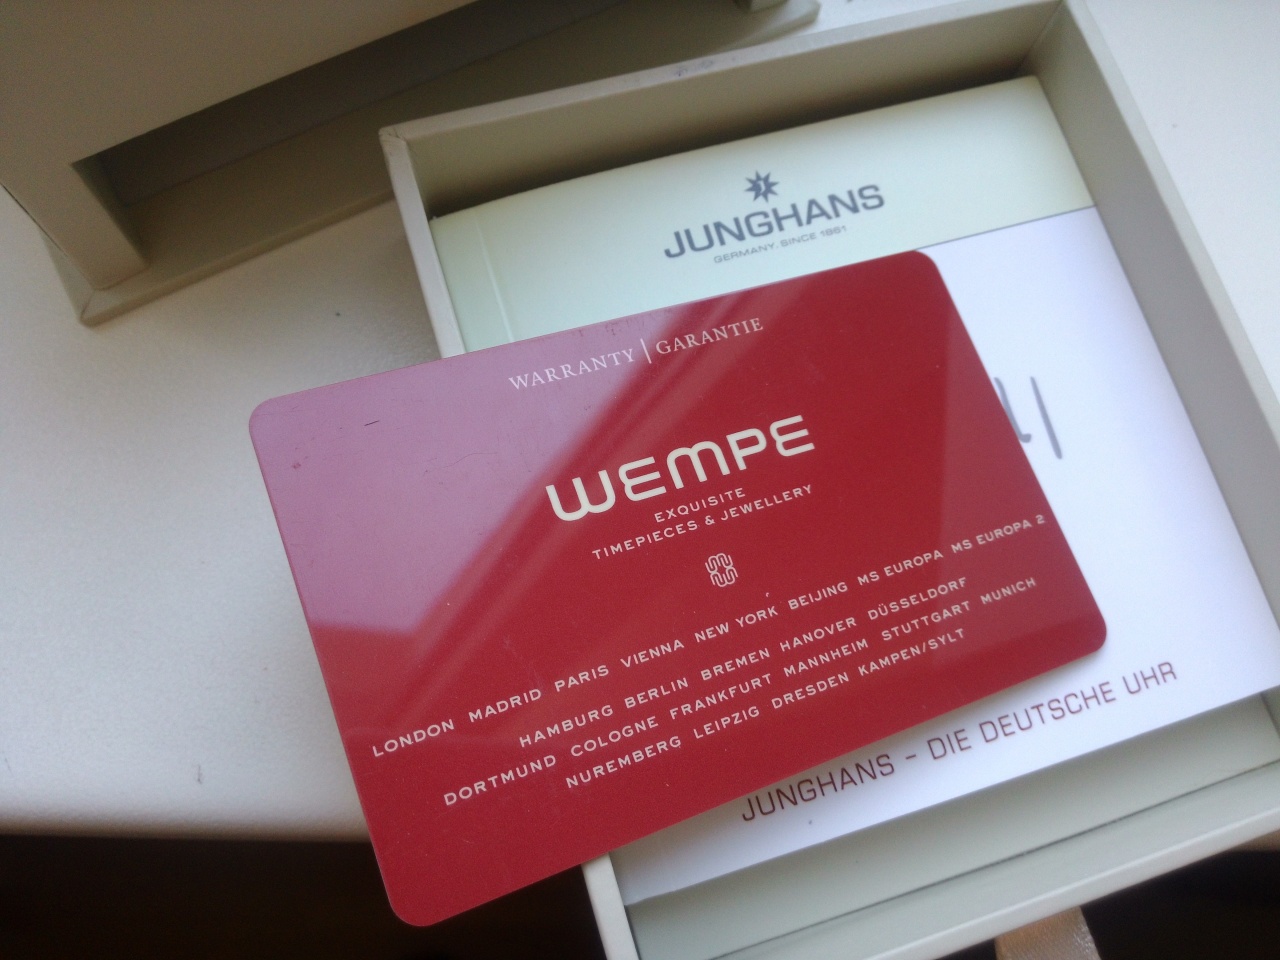 JUNGHANS
GERMANY. SINCE 1861
WARRANTY | GARANTIE
WEMPE
EXQUISITE
TIMEPIECES & JEWELLERY
LONDON MADRID PARIS VIENNA NEW YORK BEIJING MS EUROPA MS EUROPA 2
HAMBURG BERLIN BREMEN HANOVER DÜSSELDORF
DORTMUND COLOGNE FRANKFURT MANNHEIM STUTTGART MUNICH
NUREMBERG LEIPZIG DRESDEN KAMPEN/SYLT
JUNGHANS – DIE DEUTSCHE UHR